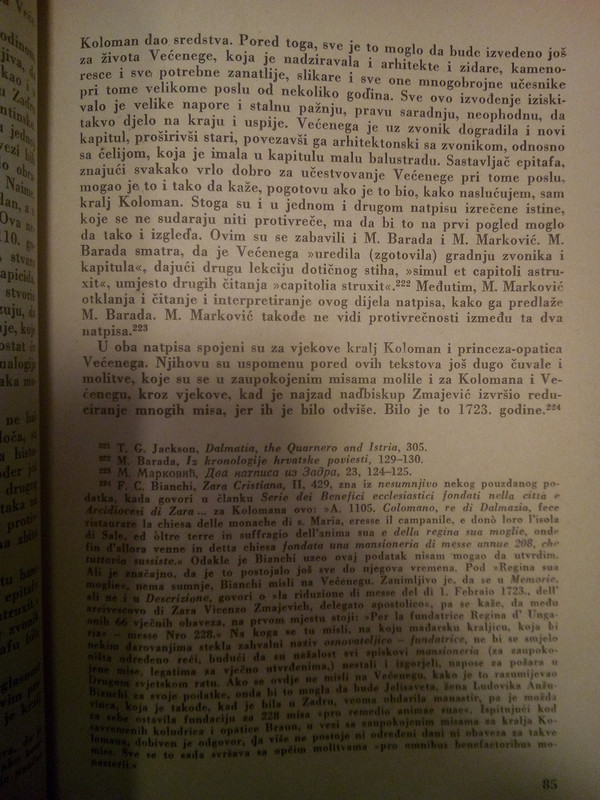 Koloman dao sredstva. Pored toga, sve je to moglo da bude izvedeno još
za života Većenege, koja je nadziravala i arhitekte i zidare, kameno-
resce i sve potrebne zanatlije, slikare i sve one mnogobrojne učesnike
pri tome velikome poslu od nekoliko godina. Sve ovo izvođenje iziski-
valo je velike napore i stalnu pažnju, pravu saradnju, neophodnu, da
takvo djelo na kraju i uspije. Većenega je uz zvonik dogradila i novi
kapitul, proširivši stari, povezavši ga arhitektonski sa zvonikom, odnosno
sa ćelijom, koja je imala u kapitulu malu balustradu. Sastavljač epitafa,
znajući svakako vrlo dobro za učestvovanje Većenege pri tome poslu,
mogao je to i tako da kaže, pogotovu ako je to bio, kako naslućujem, sam
kralj Koloman. Stoga su i u jednom i drugom natpisu izrečene istine,
koje se ne sudaraju niti protivreče, ma da bi to na prvi pogled moglo
da tako i izgleda. Ovim su se zabavili i M. Barada i M. Marković. M.
Barada smatra, da je Većenega »uredila (zgotovila) gradnju zvonika i
kapitula«, dajući drugu lekciju dotičnog stiha, »simul et capitoli astru-
xit«, umjesto drugih čitanja »capitolia struxit«.²²² Međutim, M. Marković
otklanja i čitanje i interpretiranje ovog dijela natpisa, kako ga predlaže
M. Barada. M. Marković takođe ne vidi protivrečnosti između ta dva
natpisa.²²³
U oba natpisa spojeni su za vjekove kralj Koloman i princeza-opatica
Većenega. Njihovu su uspomenu pored ovih tekstova još dugo čuvale i
molitve, koje su se u zaupokojenim misama molile i za Kolomana i Ve-
ćenegu, kroz vjekove, kad je najzad nadbiskup Zmajević izvršio redu-
ciranje mnogih misa, jer ih je bilo odviše. Bilo je to 1723. godine.²²⁴
²²¹ T. G. Jackson, Dalmatia, the Quarnero and Istria, 305.
²²² M. Barada, Iz kronologije hrvatske poviesti, 129–130.
²²³ М. Марковић, Два натписа из Задра, 23, 124–125.
²²⁴ F. C. Bianchi, Zara Cristiana, II, 429, zna iz nesumnjivo nekog pouzdanog po-
datka, kada govori u članku Serie dei Benefici ecclesiastici fondati nella città e
Arcidiocesi di Zara... za Kolomana ovo: »A. 1105. Colomano, re di Dalmazia, fece
ristaurare la chiesa delle monache di s. Maria, eresse il campanile, e donò loro l'isola
di Sale, ed òltre terre in suffragio dell'anima sua e della regina sua moglie, onde
fin d'allora venne in detta chiesa fondata una mansioneria di messe annue 208, che
tuttoria sussiste.« Odakle je Bianchi uzeo ovaj podatak nisam mogao da utvrdim.
Ali je značajno, da je to postojalo još sve do njegova vremena. Pod »Regina sua
moglie«, nema sumnje, Bianchi misli na Većenegu. Zanimljivo je, da se u Memorie,
ali ne i u Descrizione, govori o »la riduzione di messe del dì 1. Febraio 1723., dell'
arcivescovo di Zara Vicenzo Zmajevich, delegato apostolico«, pa se kaže, da među
onih 66 vječnih obaveza, na prvom mjestu stoji: »Per la fundatrice Regina d' Unga-
ria« – messe Nro 228.« Na koga se tu misli, na koju mađarsku kraljicu, koja bi
nekim darovanjima stekla zahvalni naziv osnovateljice – fundatrice, ne bi se smjelo
ništa određeno reći, budući da su nažalost svi spiskovi mansioneria (za zaupoko-
jene mise, legatima za vječno utvrđenima,) nestali i izgorjeli, napose za požara u
Drugom svjetskom ratu. Ako se ovdje ne misli na Većenegu, kako je to razumijevao
Bianchi za svoje podatke, onda bi to mogla da bude Jelisaveta, žena Ludovika Anžu-
vinca, koja je takođe, kad je bila u Zadru, veoma obdarila manastir, pa je možda
za sebe ostavila fundaciju za 228 misa »pro remedio animae suae«. Ispitujući kod
savremenih koludrica i opatice Braun, u vezi sa zaupokojenim misama za kralja Ko-
lomana, dobiven je odgovor, da više ne postoje ni određeni dani ni obaveza za takve
mise. Sve se to sada svršava sa općim molitvama »pro omnibus benefactoribus mo-
nasterii.«
85